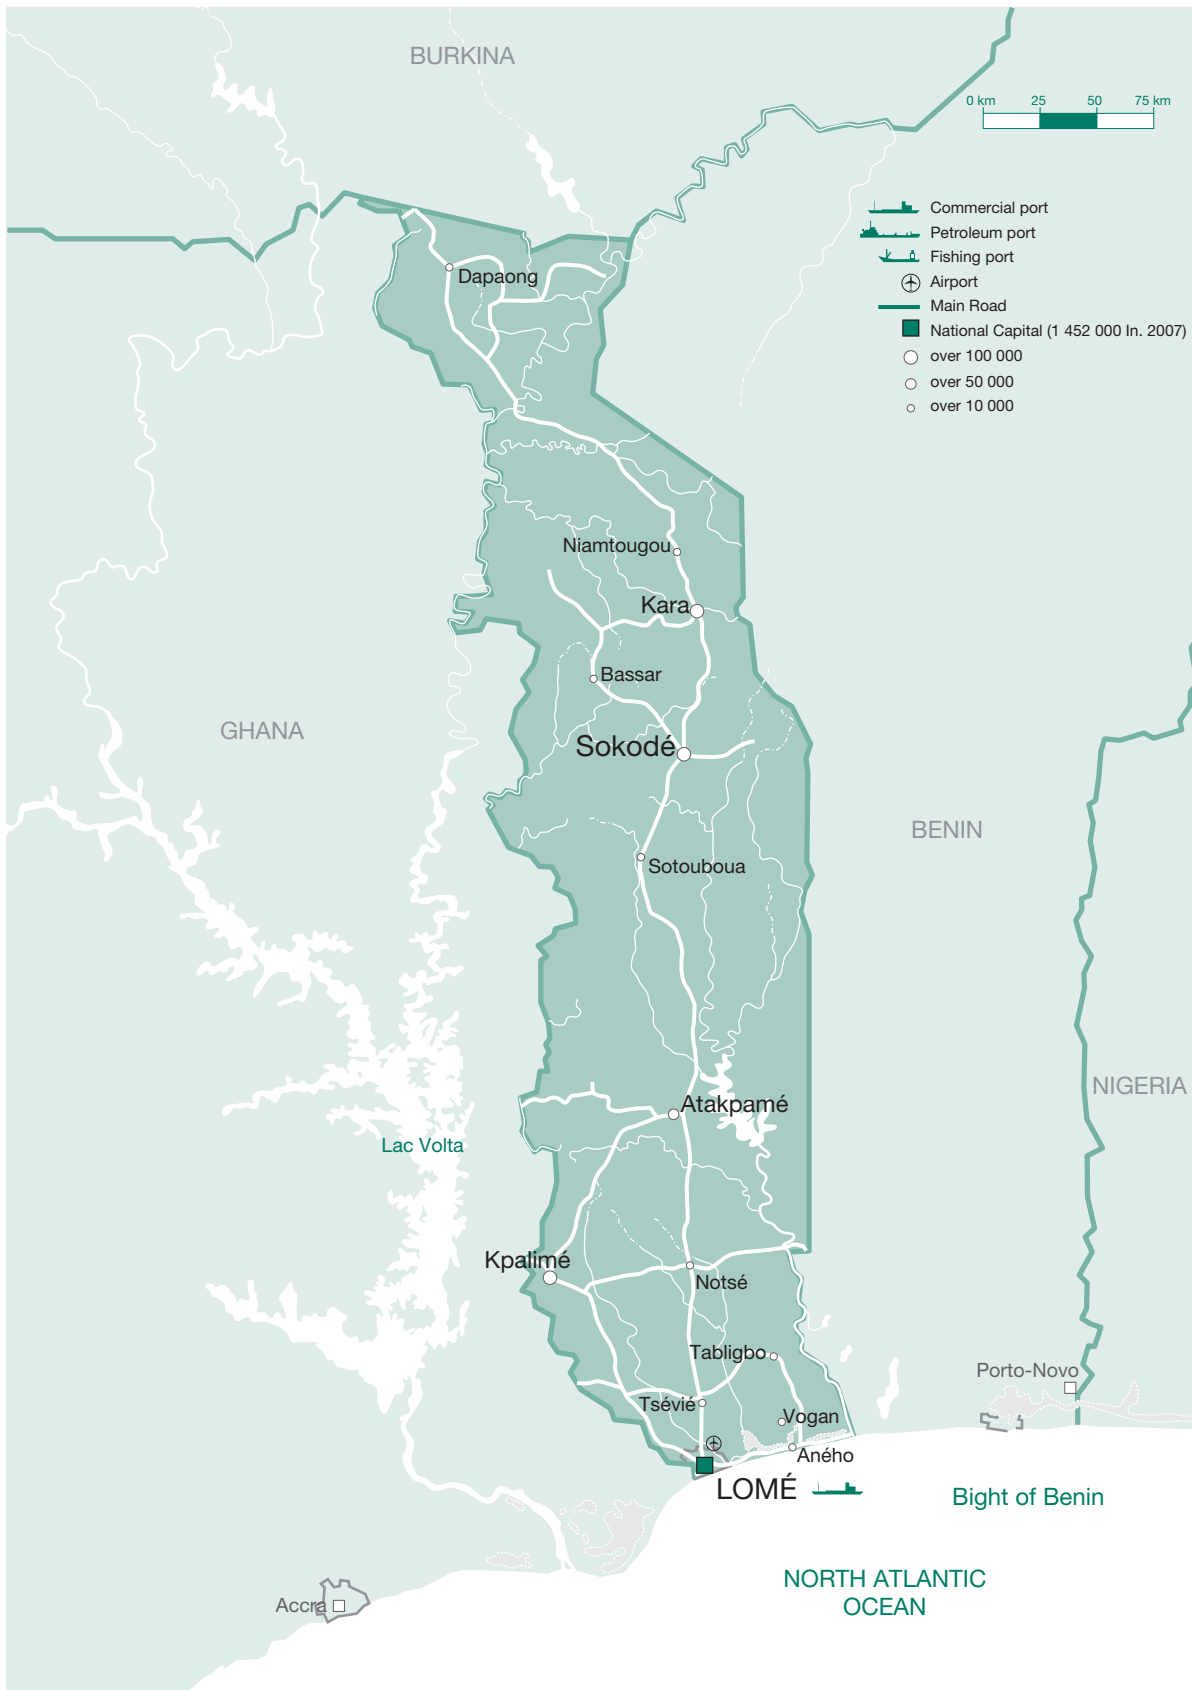 BURKINA
0 km 25 50 75 km
Commercial port
Petroleum port
Fishing port
Airport
Main Road
National Capital (1 452 000 In. 2007)
over 100 000
over 50 000
over 10 000
Dapaong
Niamtougou
Kara
Bassar
GHANA
Sokodé
BENIN
Sotouboua
NIGERIA
Atakpamé
Lac Volta
Kpalimé
Notsé
Tabligbo
Porto-Novo
Tsévié
Vogan
Aného
LOMÉ
Bight of Benin
NORTH ATLANTIC
OCEAN
Accra